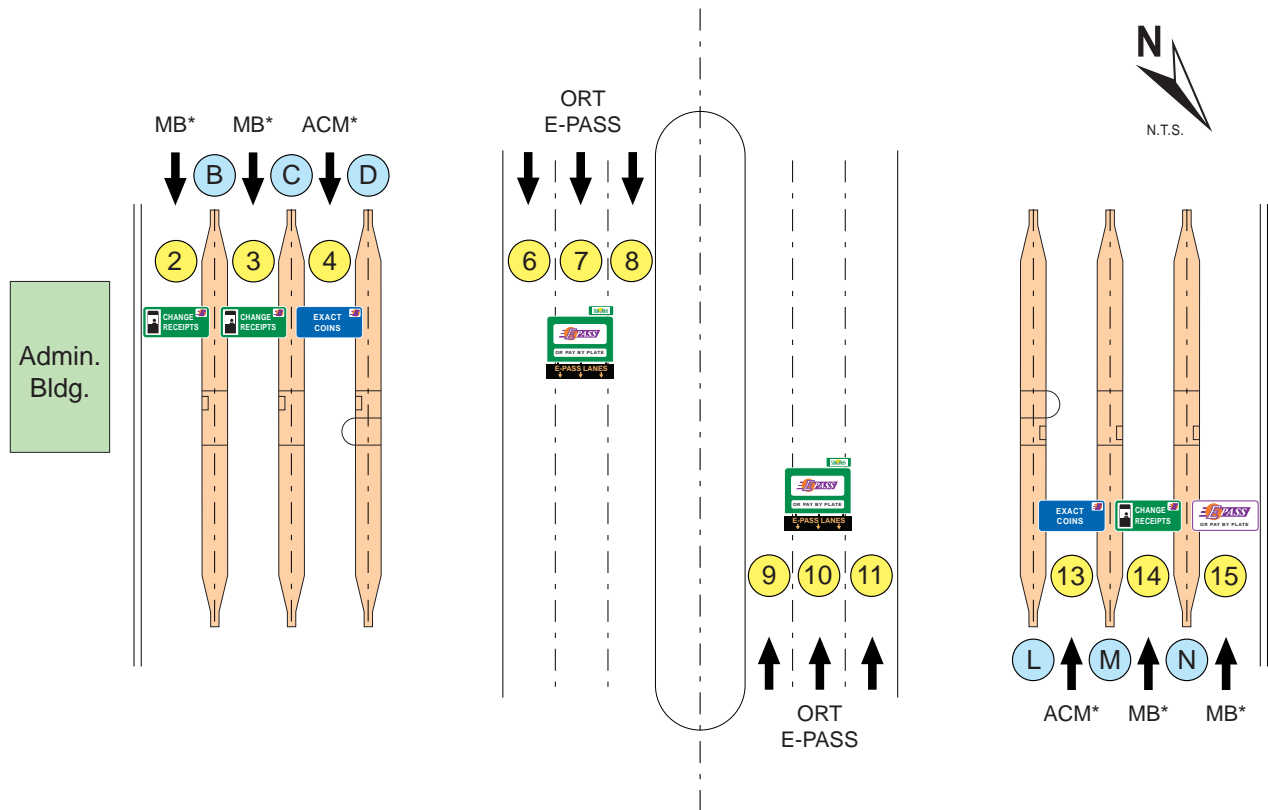 N
N.T.S.
ORT
E-PASS
MB*
MB*
ACM*
B
C
D
2
3
4
6
7
8
CHANGE
RECEIPTS
CHANGE
RECEIPTS
EXACT
COINS
E PASS
OR PAY BY PLATE
E-PASS LANES
Admin.
Bldg.
E PASS
OR PAY BY PLATE
E-PASS LANES
EXACT
COINS
CHANGE
RECEIPTS
E PASS
OR PAY BY PLATE
9
10
11
13
14
15
L
M
N
ORT
E-PASS
ACM*
MB*
MB*